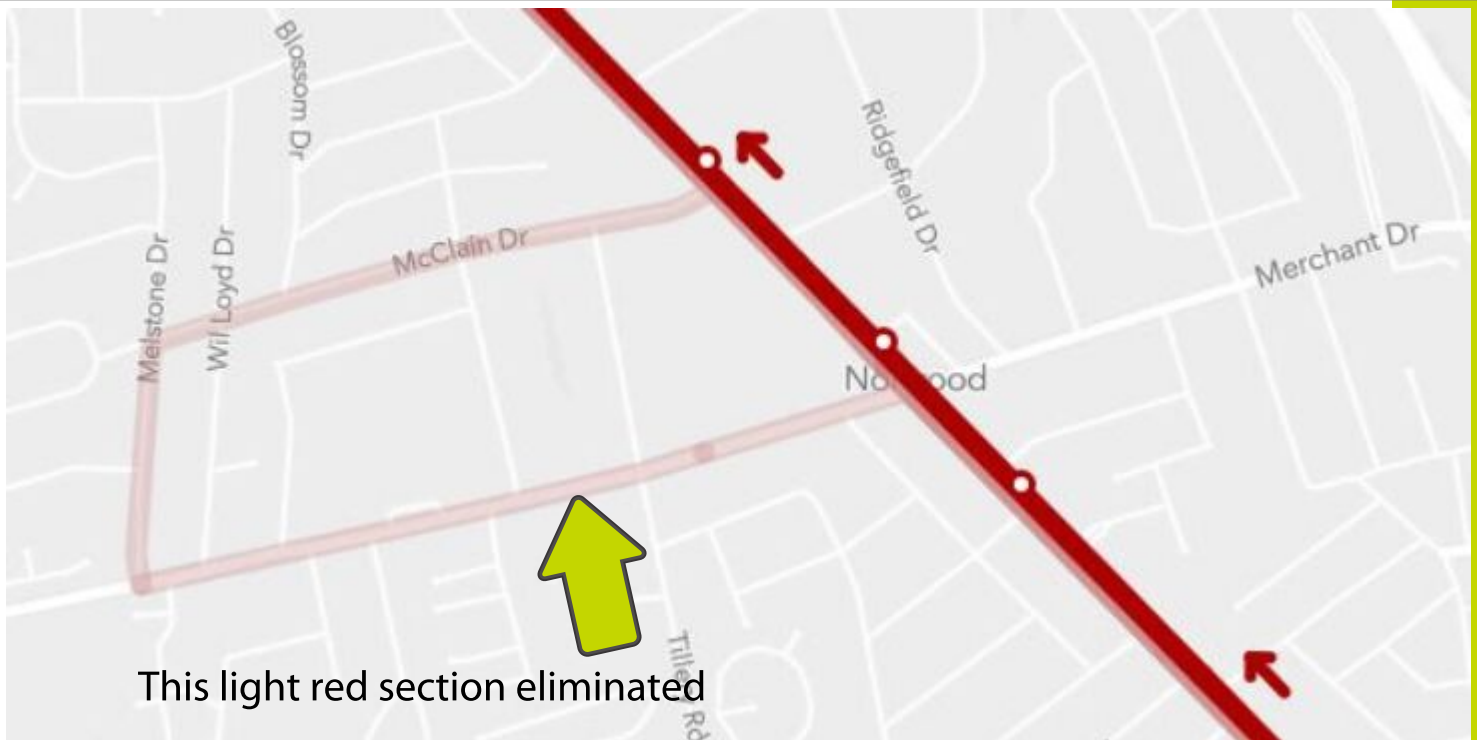 Blossom Dr
Ridgefield Dr
Merchant Dr
McClain Dr
Melstone Dr
Wil Loyd Dr
This light red section eliminated